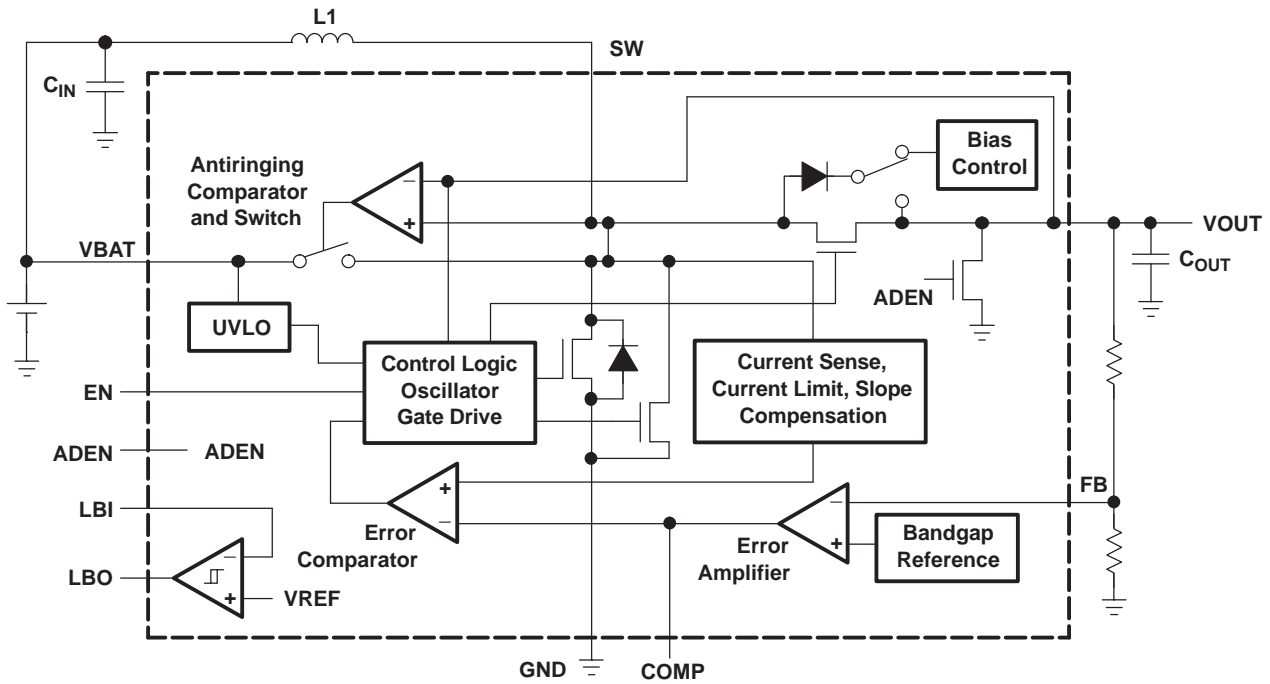 L1
SW
CIN
Antiringing
Comparator
and Switch
Bias
Control
−
+
VBAT
VOUT
COUT
ADEN
UVLO
Control Logic
Oscillator
Gate Drive
Current Sense,
Current Limit, Slope
Compensation
EN
ADEN
ADEN
LBI
+
−
Error
Comparator
−
+
Error
Amplifier
Bandgap
Reference
FB
LBO
−
+
VREF
GND
COMP